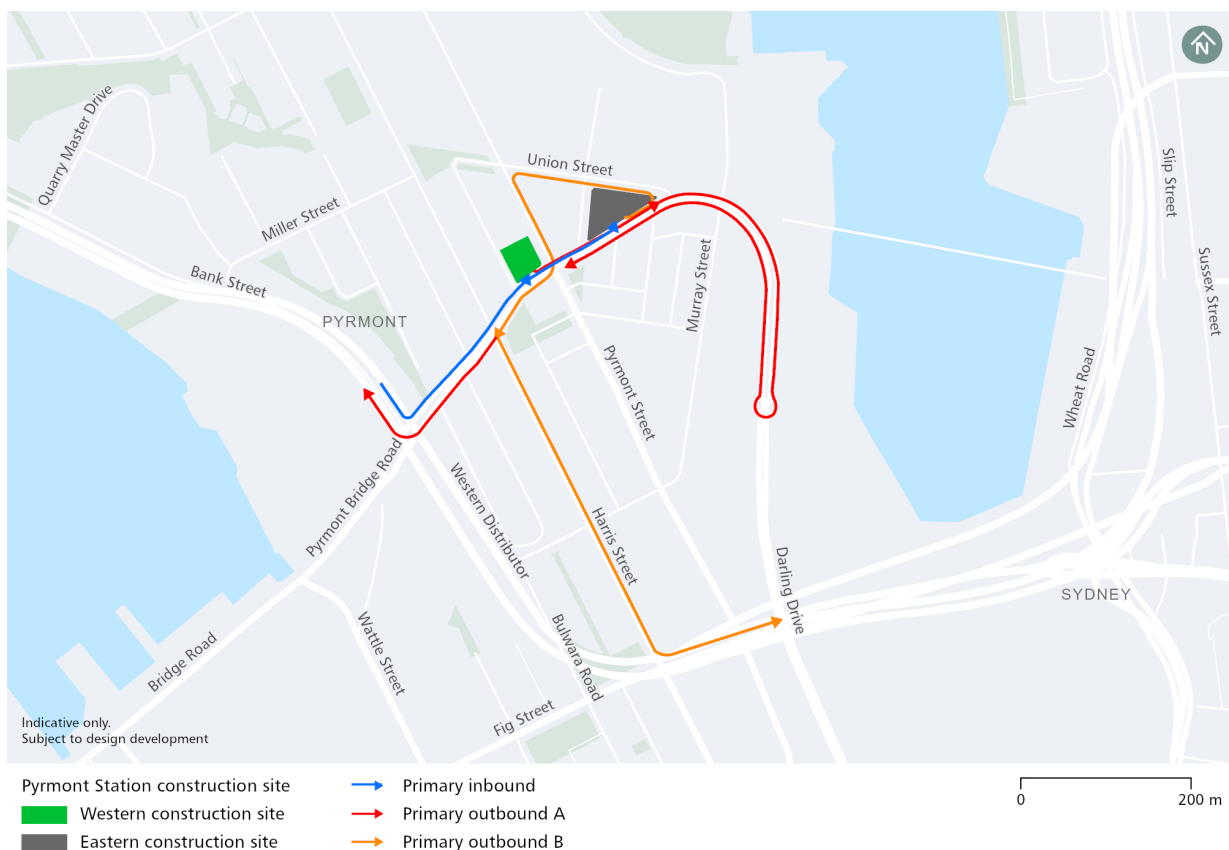 N
Quarry Master Drive
Union Street
Slip Street
Miller Street
Bank Street
Murray Street
Sussex Street
PYRMONT
Pyrmont Street
Wheat Road
Pyrmont Bridge Road
Western Distributor
Harris Street
Darling Drive
SYDNEY
Wattle Street
Bulwara Road
Bridge Road
Fig Street
Indicative only.
Subject to design development
Pyrmont Station construction site
Western construction site
Eastern construction site
Primary inbound
Primary outbound A
Primary outbound B
0 200 m